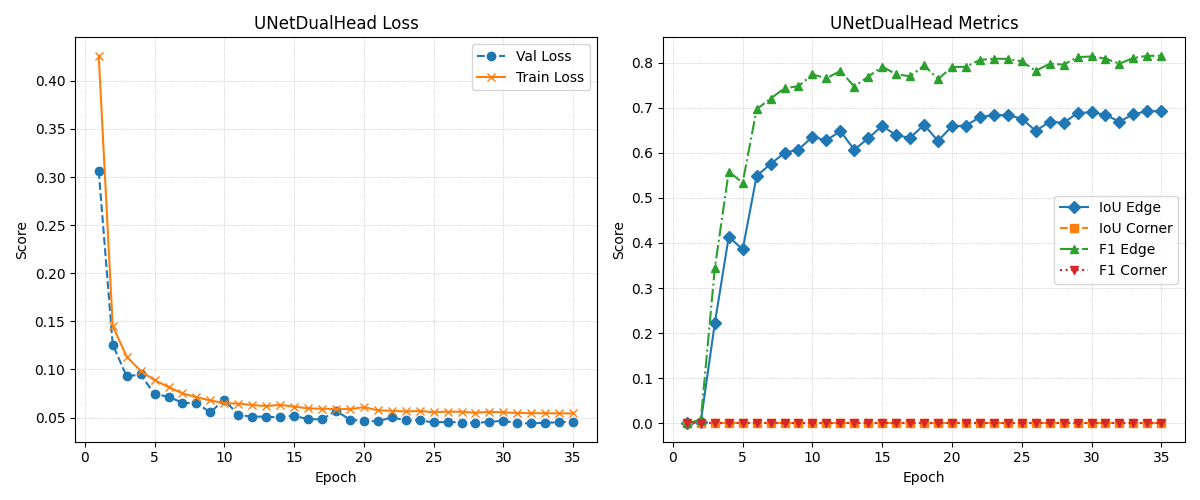 UNetDualHead Loss
Score
0.40
0.35
0.30
0.25
0.20
0.15
0.10
0.05
0 5 10 15 20 25 30 35
Epoch
Val Loss
Train Loss
UNetDualHead Metrics
Score
0.8
0.7
0.6
0.5
0.4
0.3
0.2
0.1
0.0
0 5 10 15 20 25 30 35
Epoch
IoU Edge
IoU Corner
F1 Edge
F1 Corner